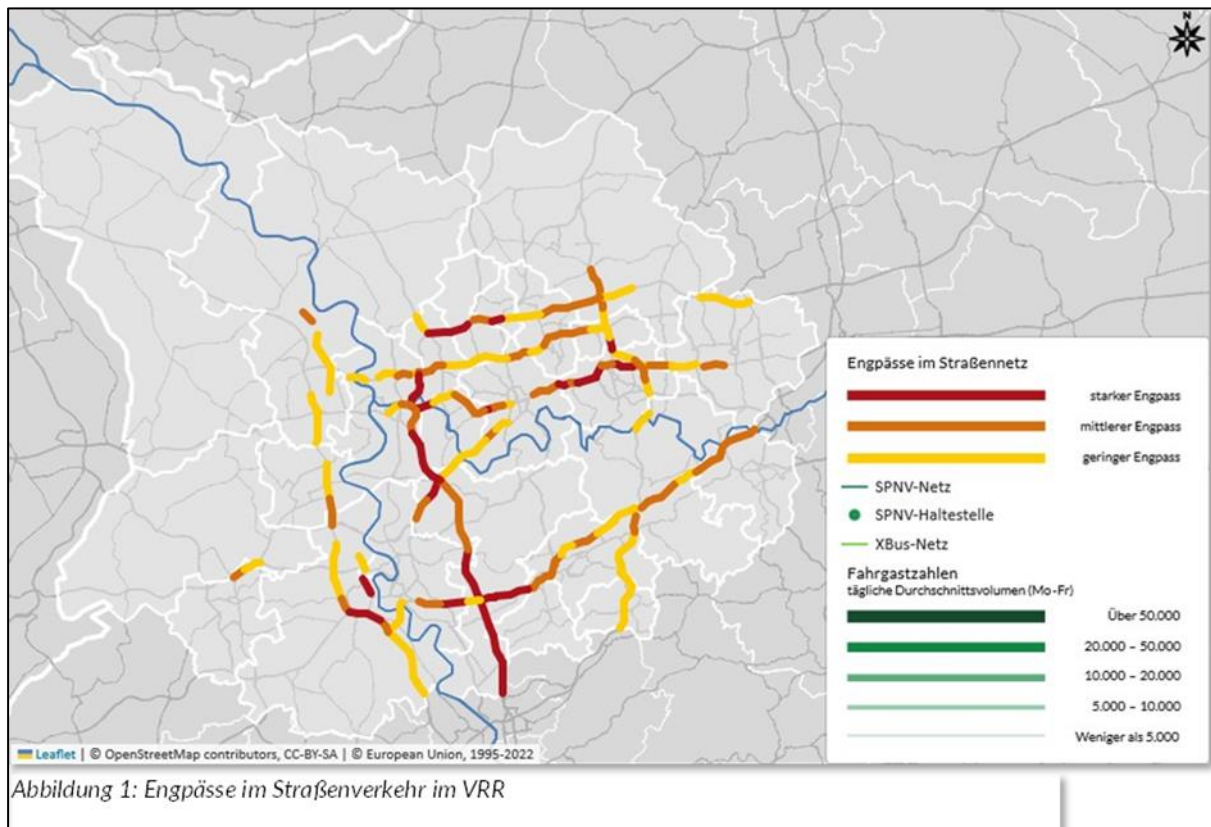 N
Engpässe im Straßennetz
starker Engpass
mittlerer Engpass
geringer Engpass
SPNV-Netz
SPNV-Haltestelle
XBus-Netz
Fahrgastzahlen
tägliche Durchschnittsvolumen (Mo-Fr)
Über 50.000
20.000 – 50.000
10.000 – 20.000
5.000 – 10.000
Weniger als 5.000
Leaflet | © OpenStreetMap contributors, CC-BY-SA | © European Union, 1995-2022
Abbildung 1: Engpässe im Straßenverkehr im VRR